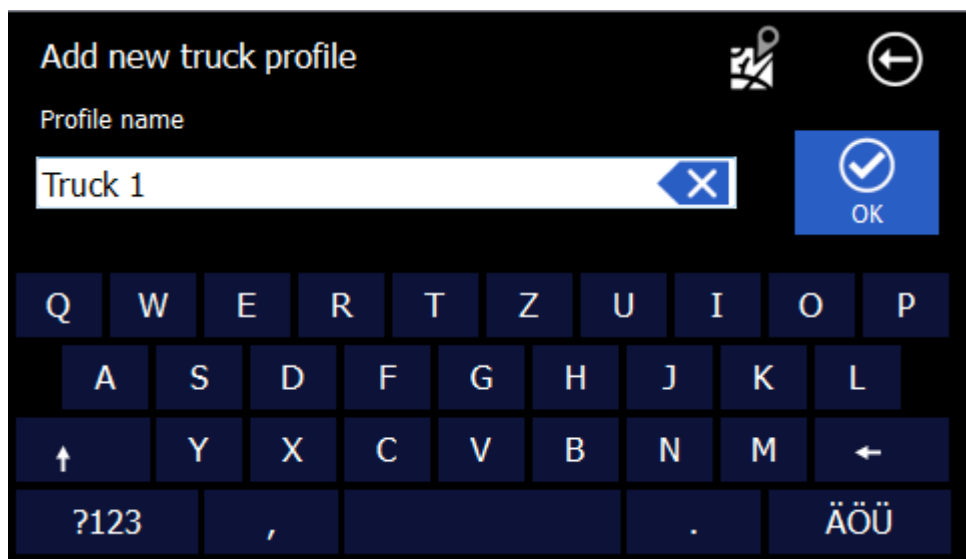 Add new truck profile
Profile name
Truck 1
OK
Q W E R T Z U I O P
A S D F G H J K L
Y X C V B N M
?123 , . ÄÖÜ